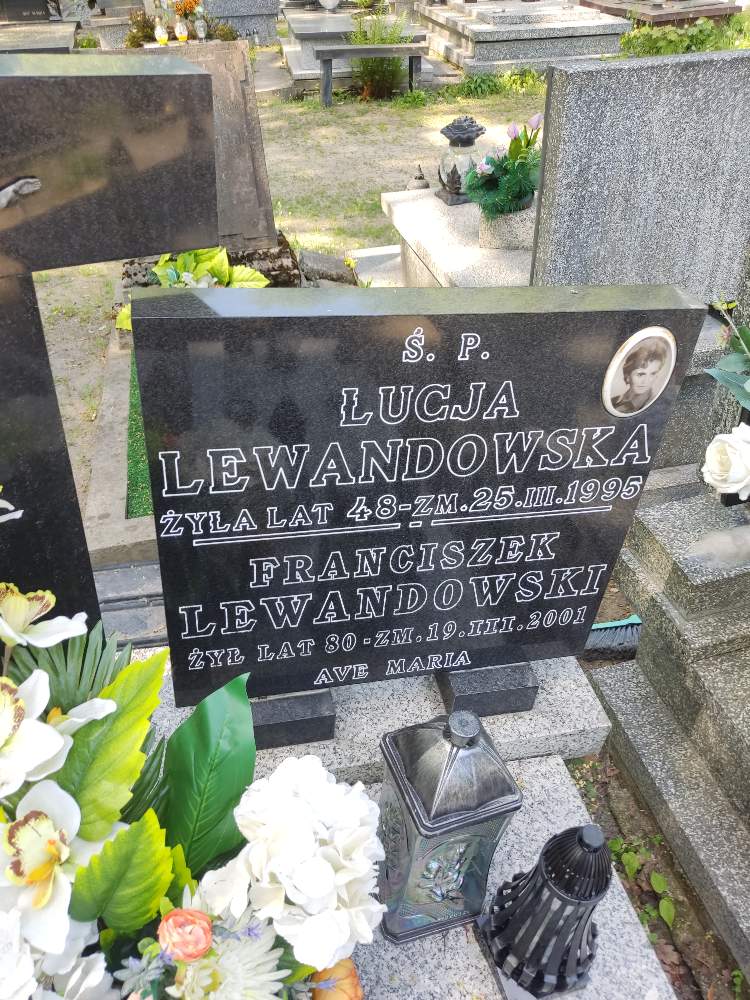 Ś. P.
ŁUCJA
LEWANDOWSKA
ŻYŁA LAT 48-ZM. 25.III.1995
FRANCISZEK
LEWANDOWSKI
ŻYŁ LAT 80-ZM. 19.III.2001
AVE MARIA